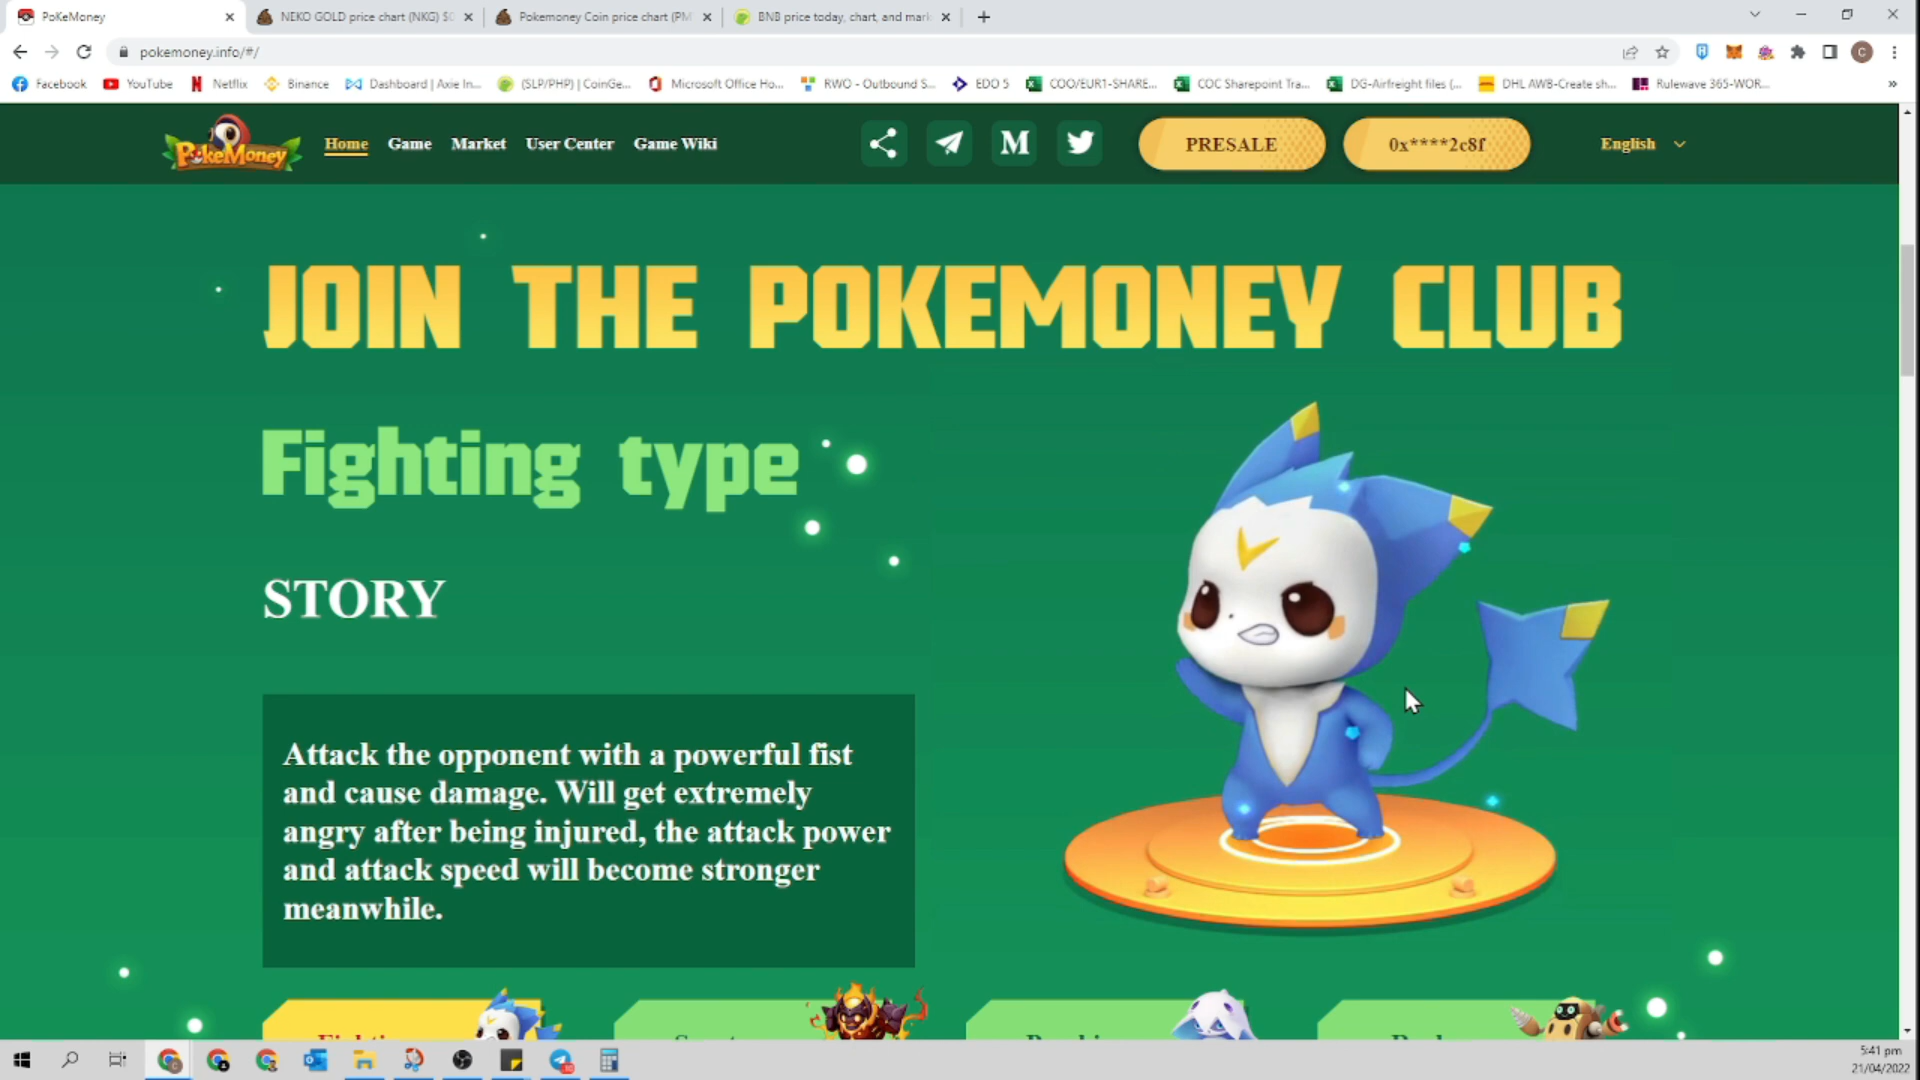 PoKeMoney
NEKO GOLD price chart (NKG) $0
Pokemoney Coin price chart (PM
BNB price today, chart, and mark
pokemoney.info/#/
C
Facebook YouTube Netflix Binance Dashboard | Axie In... (SLP/PHP) | CoinGe... Microsoft Office Ho... RWO - Outbound S... EDO 5 COO/EUR1-SHARE... COC Sharepoint Tra... DG-Airfreight files (... DHL AWB-Create sh... Rulewave 365-WOR... »
PokeMoney Home Game Market User Center Game Wiki M PRESALE 0x****2c8f English
JOIN THE POKEMONEY CLUB
Fighting type
STORY
Attack the opponent with a powerful fist
and cause damage. Will get extremely
angry after being injured, the attack power
and attack speed will become stronger
meanwhile.
5:41 pm
21/04/2022